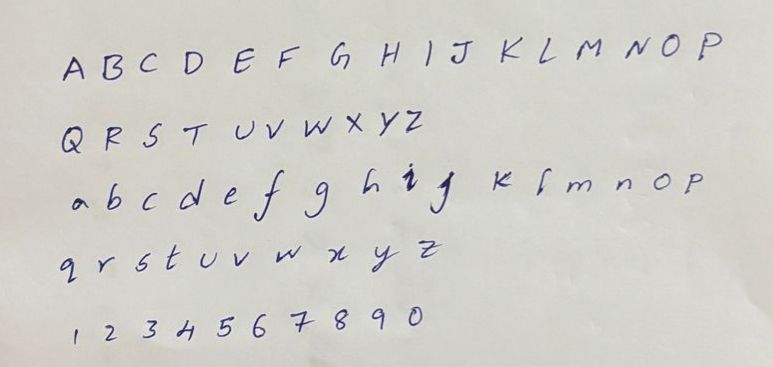 A B C D E F G H I J K L M N O P
Q R S T U V W X Y Z
a b c d e f g h i j k l m n o p
q r s t u v w x y z
1 2 3 4 5 6 7 8 9 0